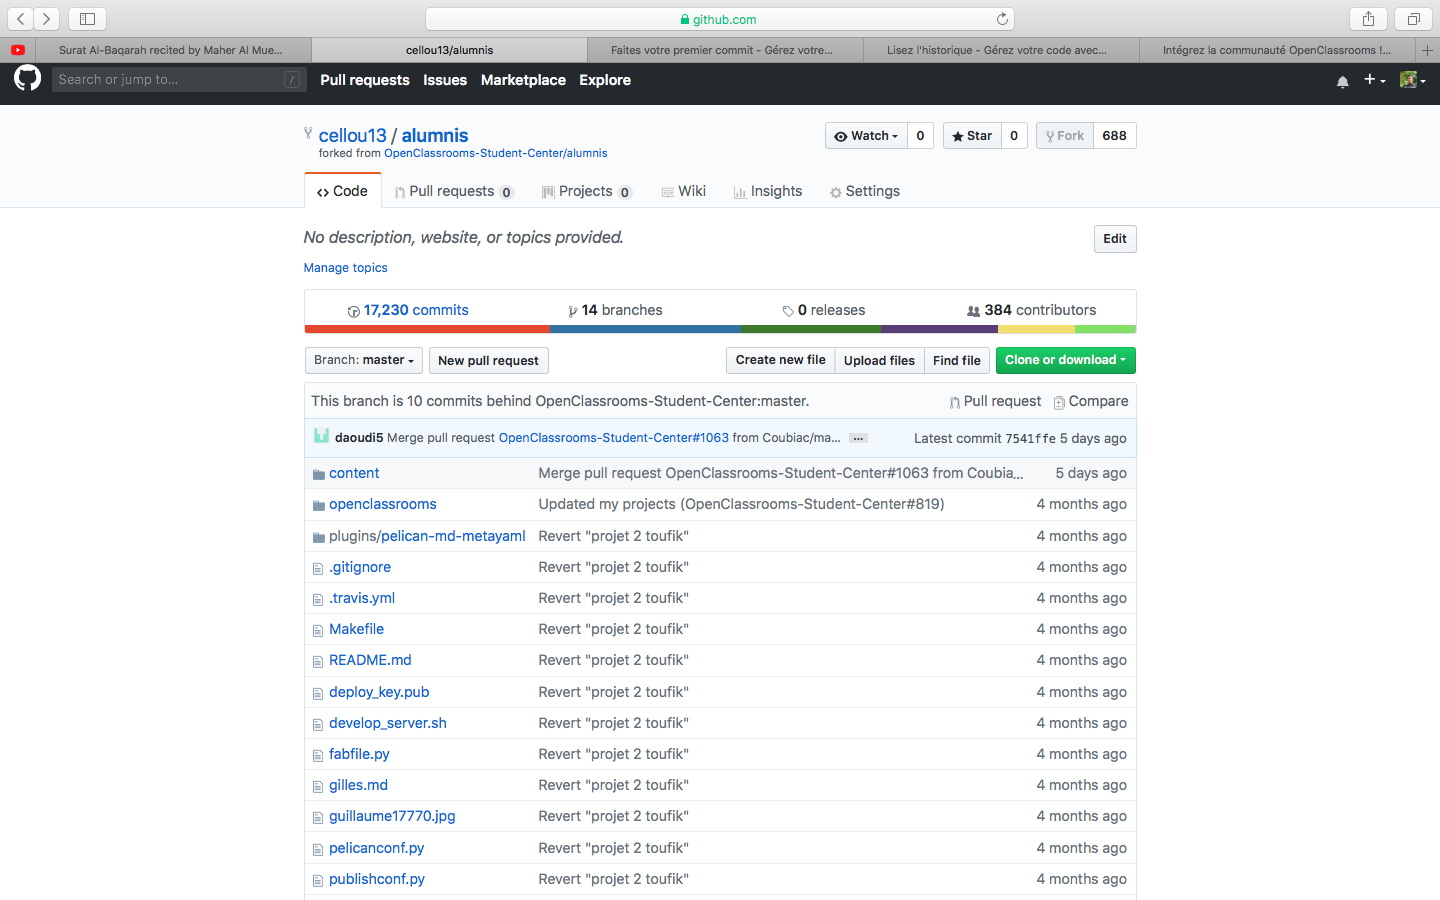 github.com
Surat Al-Baqarah recited by Maher Al Mue... cellou13/alumnis Faites votre premier commit - Gérez votre... Lisez l'historique - Gérez votre code avec... Intégrez la communauté OpenClassrooms !...
Search or jump to... / Pull requests Issues Marketplace Explore
cellou13 / alumnis Watch 0 Star 0 Fork 688
forked from OpenClassrooms-Student-Center/alumnis
Code Pull requests 0 Projects 0 Wiki Insights Settings
No description, website, or topics provided. Edit
Manage topics
17,230 commits 14 branches 0 releases 384 contributors
Branch: master New pull request Create new file Upload files Find file Clone or download
This branch is 10 commits behind OpenClassrooms-Student-Center:master. Pull request Compare
daoudi5 Merge pull request OpenClassrooms-Student-Center#1063 from Coubiac/ma... ... Latest commit 7541ffe 5 days ago
content Merge pull request OpenClassrooms-Student-Center#1063 from Coubia... 5 days ago
openclassrooms Updated my projects (OpenClassrooms-Student-Center#819) 4 months ago
plugins/pelican-md-metayaml Revert "projet 2 toufik" 4 months ago
.gitignore Revert "projet 2 toufik" 4 months ago
.travis.yml Revert "projet 2 toufik" 4 months ago
Makefile Revert "projet 2 toufik" 4 months ago
README.md Revert "projet 2 toufik" 4 months ago
deploy_key.pub Revert "projet 2 toufik" 4 months ago
develop_server.sh Revert "projet 2 toufik" 4 months ago
fabfile.py Revert "projet 2 toufik" 4 months ago
gilles.md Revert "projet 2 toufik" 4 months ago
guillaume17770.jpg Revert "projet 2 toufik" 4 months ago
pelicanconf.py Revert "projet 2 toufik" 4 months ago
publishconf.py Revert "projet 2 toufik" 4 months ago